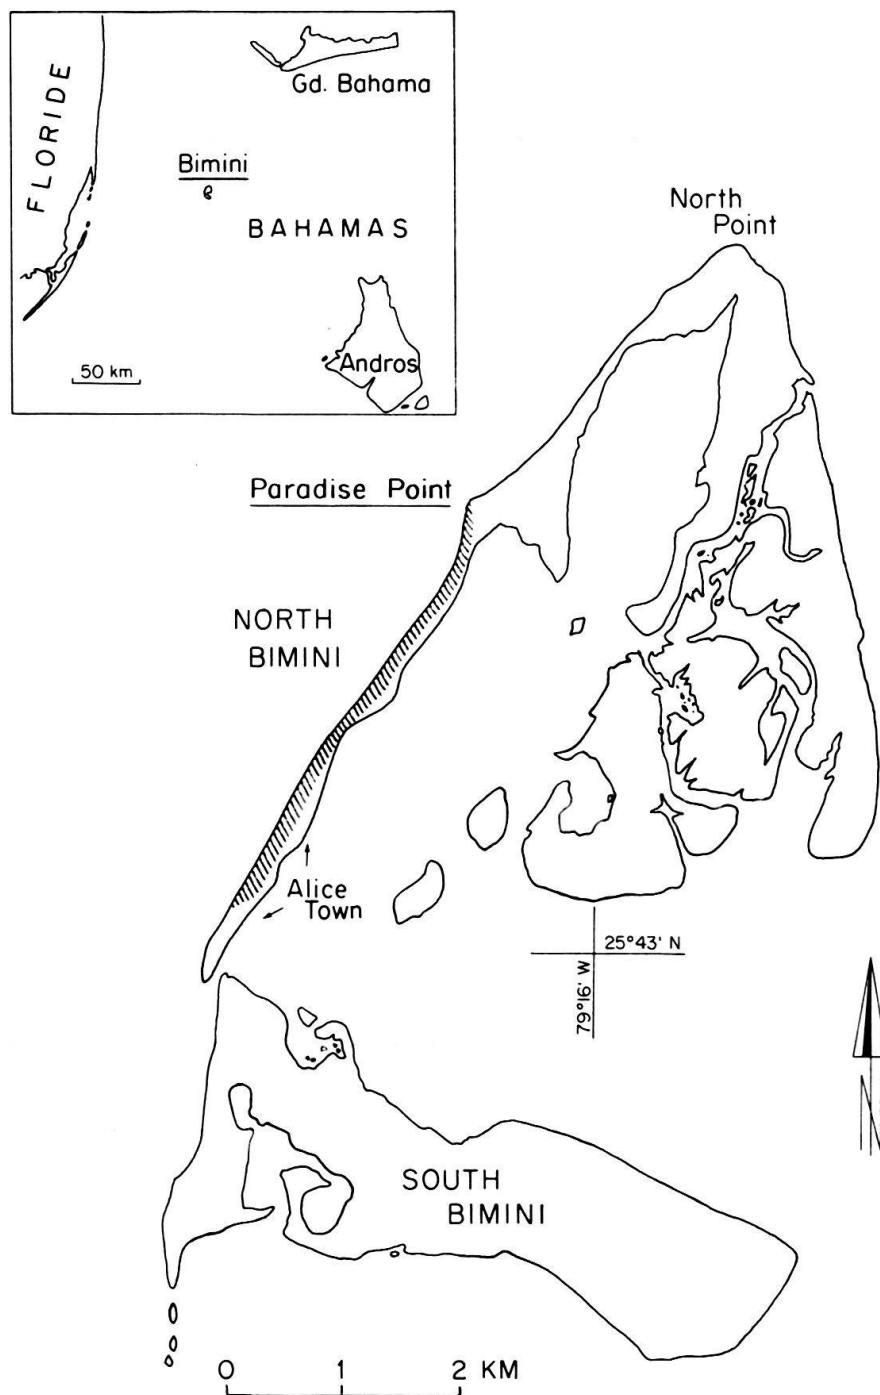 FLORIDE
Gd. Bahama
Bimini
BAHAMAS
Andros
50 km
North
Point
Paradise Point
NORTH
BIMINI
Alice
Town
25°43' N
79°16' W
N
SOUTH
BIMINI
0 1 2 KM